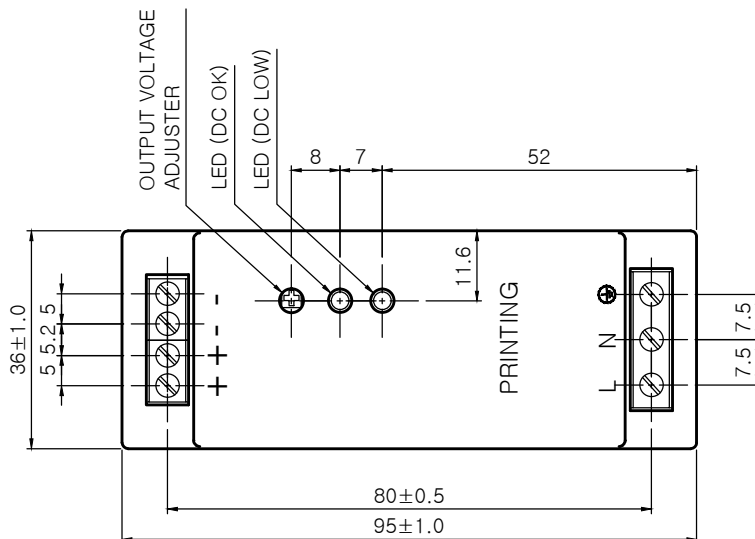 OUTPUT VOLTAGE
ADJUSTER
LED (DC OK)
LED (DC LOW)
8
7
52
11.6
36±1.0
5
5.2
5
-
-
+
+
PRINTING
N
L
7.5
7.5
80±0.5
95±1.0